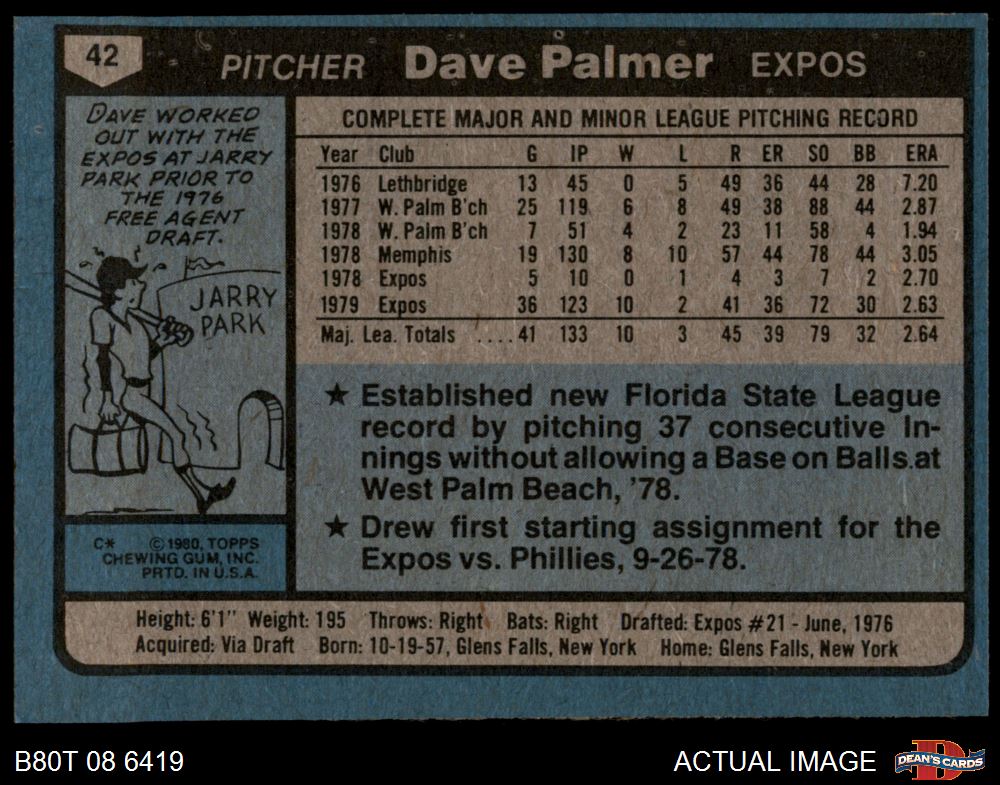 42 PITCHER Dave Palmer EXPOS
DAVE WORKED
OUT WITH THE
EXPOS AT JARRY
PARK PRIOR TO
THE 1976
FREE AGENT
DRAFT.
JARRY
PARK
C* © 1980, TOPPS
CHEWING GUM, INC.
PRTD. IN U.S.A.
COMPLETE MAJOR AND MINOR LEAGUE PITCHING RECORD
Year Club G IP W L R ER SO BB ERA
1976 Lethbridge 13 45 0 5 49 36 44 28 7.20
1977 W. Palm B'ch 25 119 6 8 49 38 88 44 2.87
1978 W. Palm B'ch 7 51 4 2 23 11 58 4 1.94
1978 Memphis 19 130 8 10 57 44 78 44 3.05
1978 Expos 5 10 0 1 4 3 7 2 2.70
1979 Expos 36 123 10 2 41 36 72 30 2.63
Maj. Lea. Totals ....41 133 10 3 45 39 79 32 2.64
★ Established new Florida State League
record by pitching 37 consecutive In-
nings without allowing a Base on Balls.at
West Palm Beach, '78.
★ Drew first starting assignment for the
Expos vs. Phillies, 9-26-78.
Height: 6'1" Weight: 195 Throws: Right Bats: Right Drafted: Expos #21 - June, 1976
Acquired: Via Draft Born: 10-19-57, Glens Falls, New York Home: Glens Falls, New York
B80T 08 6419 ACTUAL IMAGE DEAN'S CARDS